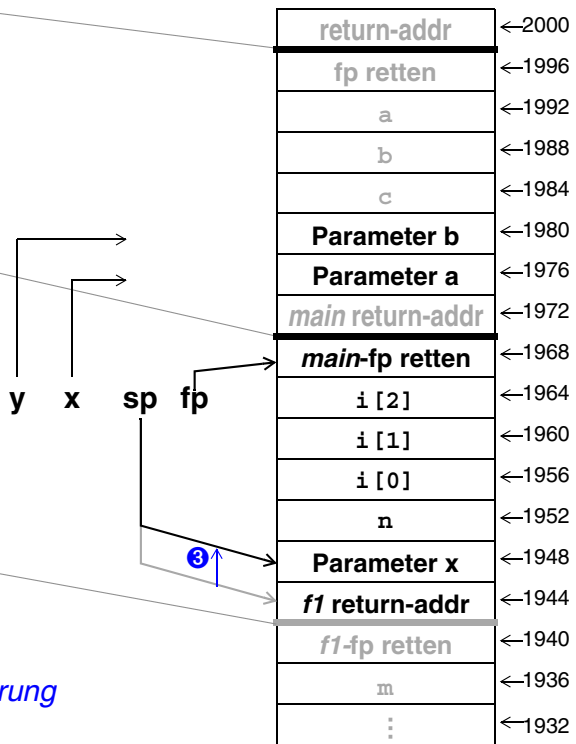 return-addr ←2000
fp retten ←1996
a ←1992
b ←1988
c ←1984
Parameter b ←1980
Parameter a ←1976
main return-addr ←1972
main-fp retten ←1968
y x sp fp i[2] ←1964
i[1] ←1960
i[0] ←1956
n ←1952
❸ Parameter x ←1948
f1 return-addr ←1944
f1-fp retten ←1940
rung m ←1936
⋮ ←1932